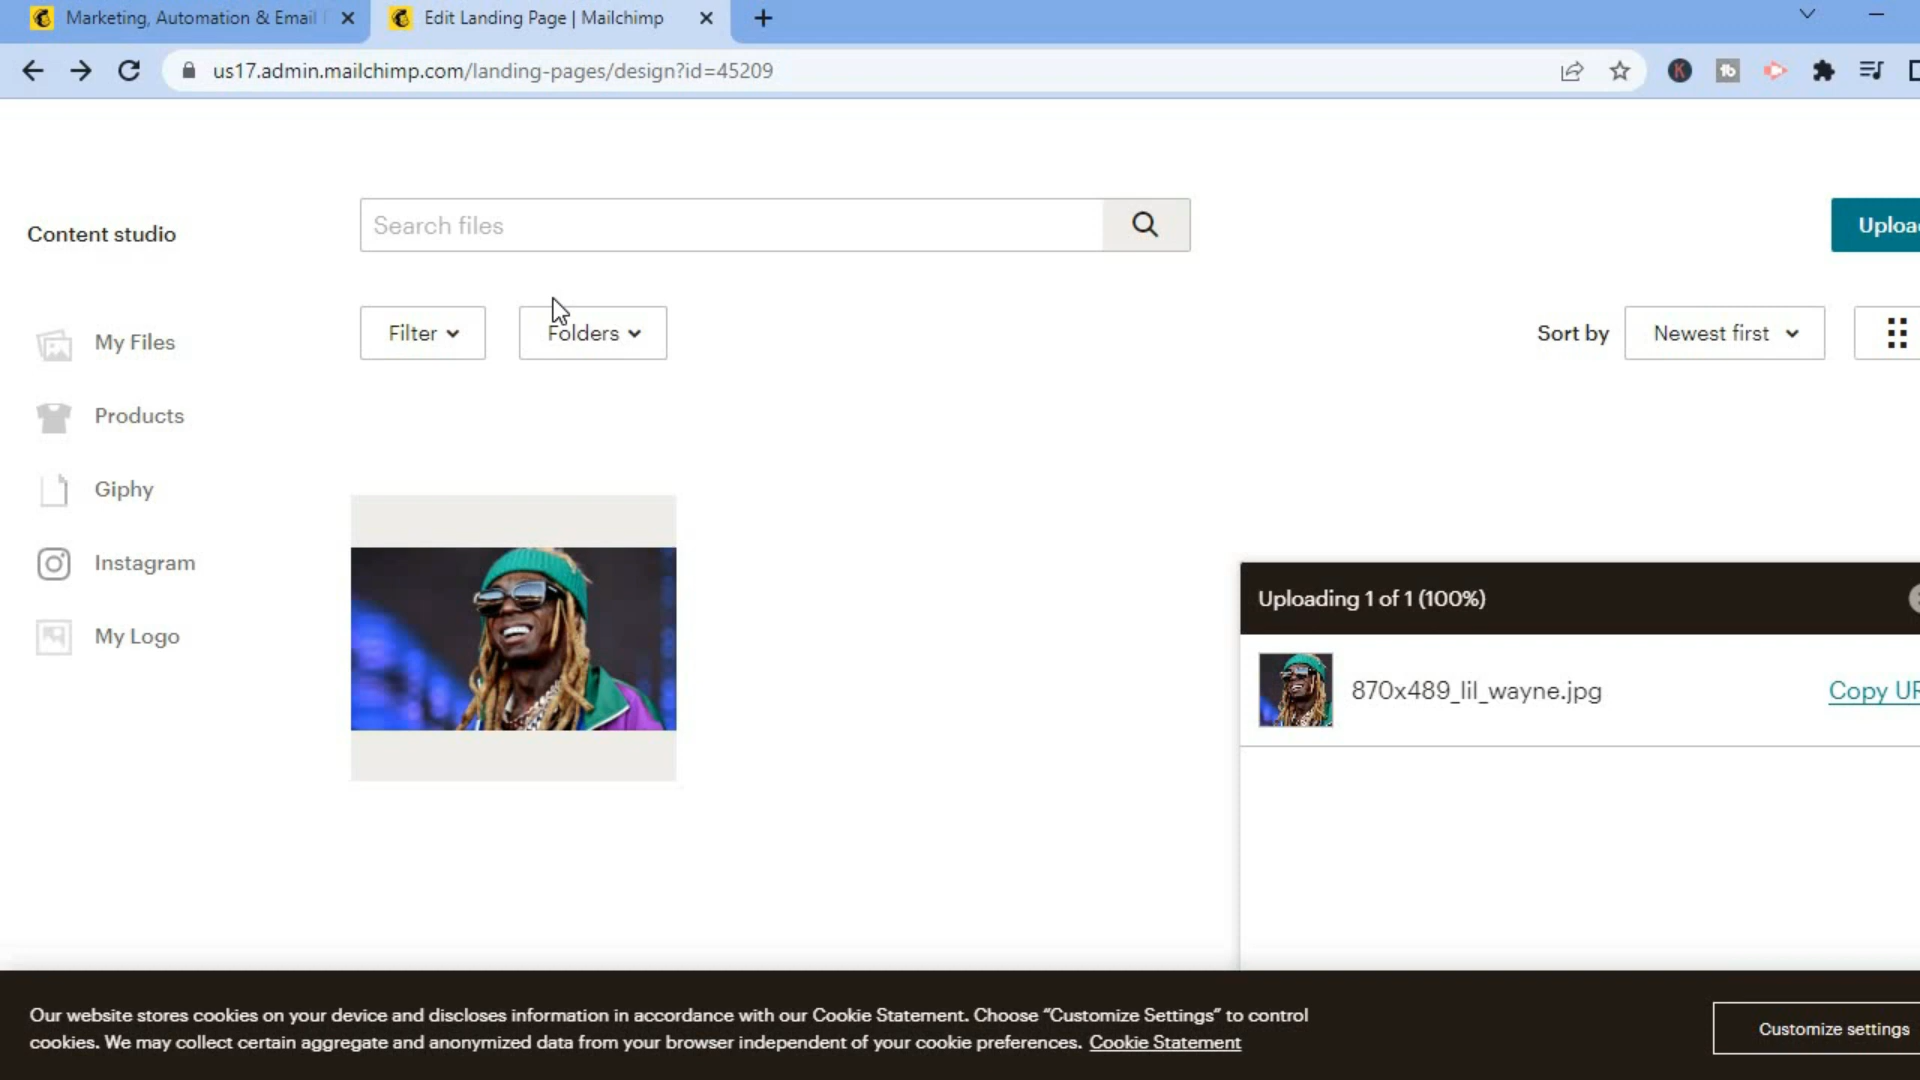 Marketing, Automation & Email
Edit Landing Page | Mailchimp
us17.admin.mailchimp.com/landing-pages/design?id=45209
Content studio
Search files
Filter
Folders
Sort by
Newest first
My Files
Products
Giphy
Instagram
My Logo
Uploading 1 of 1 (100%)
870x489_lil_wayne.jpg
Copy
Our website stores cookies on your device and discloses information in accordance with our Cookie Statement. Choose “Customize Settings” to control
cookies. We may collect certain aggregate and anonymized data from your browser independent of your cookie preferences. Cookie Statement
Customize settings